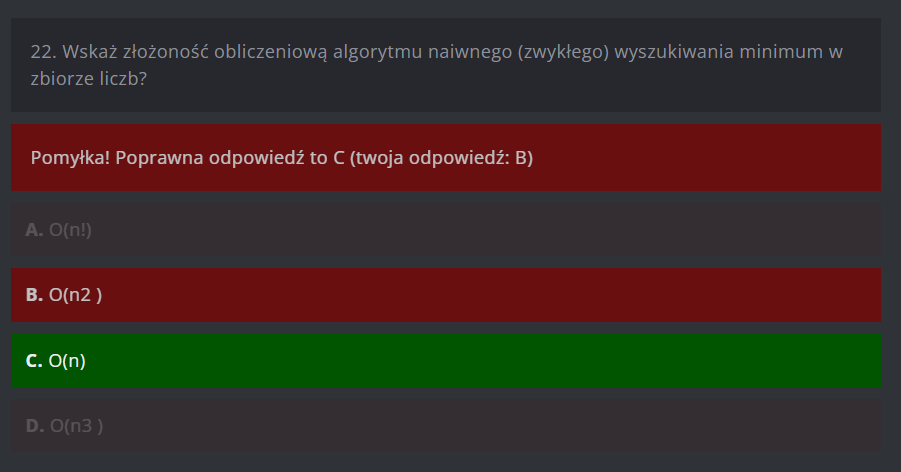 22. Wskaż złożoność obliczeniową algorytmu naiwnego (zwykłego) wyszukiwania minimum w
zbiorze liczb?
Pomyłka! Poprawna odpowiedź to C (twoja odpowiedź: B)
A. O(n!)
B. O(n2 )
C. O(n)
D. O(n3 )